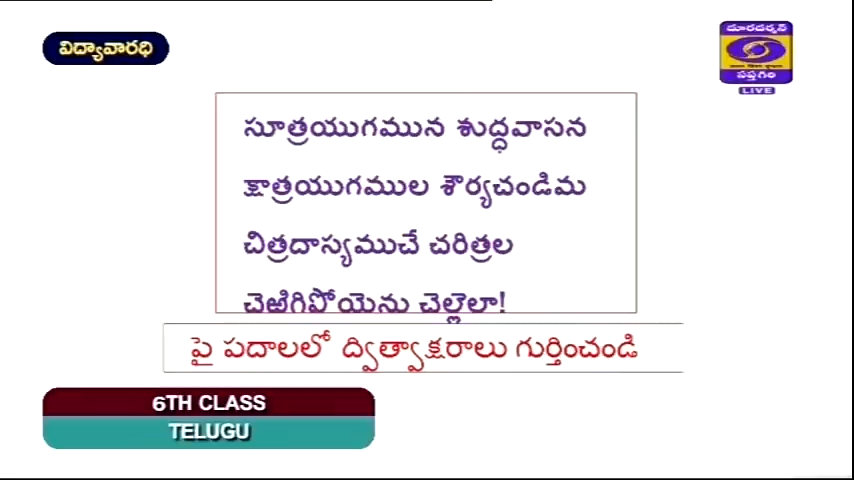 విద్యావారధి
దూరదర్శన్
సప్తగిరి
LIVE
సూత్రయుగమున శుద్ధవాసన
క్షాత్రయుగముల శౌర్యచండిమ
చిత్రదాస్యముచే చరిత్రల
చెఱిగిపోయెను చెల్లెలా!
పై పదాలలో ద్విత్వాక్షరాలు గుర్తించండి
6TH CLASS
TELUGU